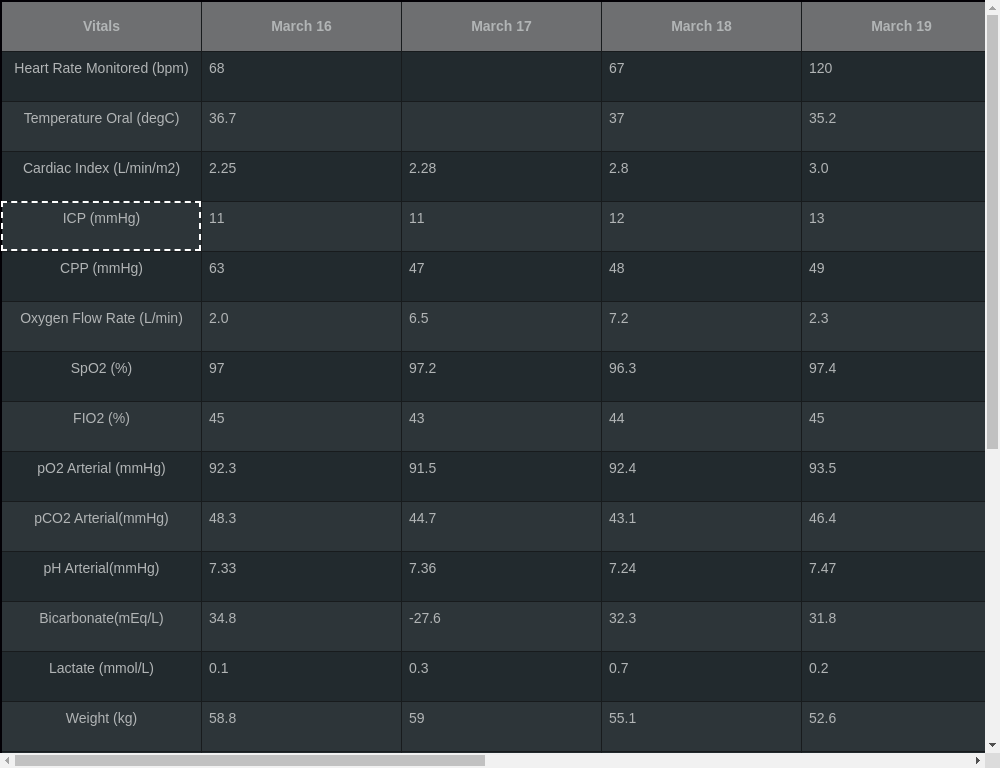 Vitals March 16 March 17 March 18 March 19
Heart Rate Monitored (bpm) 68 67 120
Temperature Oral (degC) 36.7 37 35.2
Cardiac Index (L/min/m2) 2.25 2.28 2.8 3.0
ICP (mmHg) 11 11 12 13
CPP (mmHg) 63 47 48 49
Oxygen Flow Rate (L/min) 2.0 6.5 7.2 2.3
SpO2 (%) 97 97.2 96.3 97.4
FIO2 (%) 45 43 44 45
pO2 Arterial (mmHg) 92.3 91.5 92.4 93.5
pCO2 Arterial(mmHg) 48.3 44.7 43.1 46.4
pH Arterial(mmHg) 7.33 7.36 7.24 7.47
Bicarbonate(mEq/L) 34.8 -27.6 32.3 31.8
Lactate (mmol/L) 0.1 0.3 0.7 0.2
Weight (kg) 58.8 59 55.1 52.6